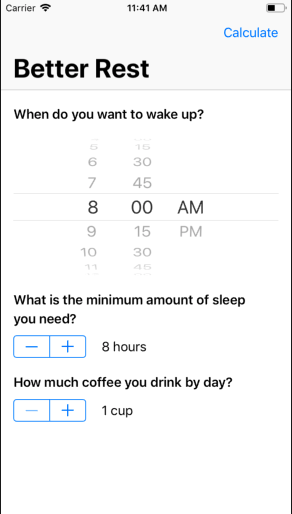 Carrier 11:41 AM
Calculate
Better Rest
When do you want to wake up?
5 15
6 30
7 45
8 00 AM
9 15 PM
10 30
11 45
What is the minimum amount of sleep
you need?
− + 8 hours
How much coffee you drink by day?
− + 1 cup